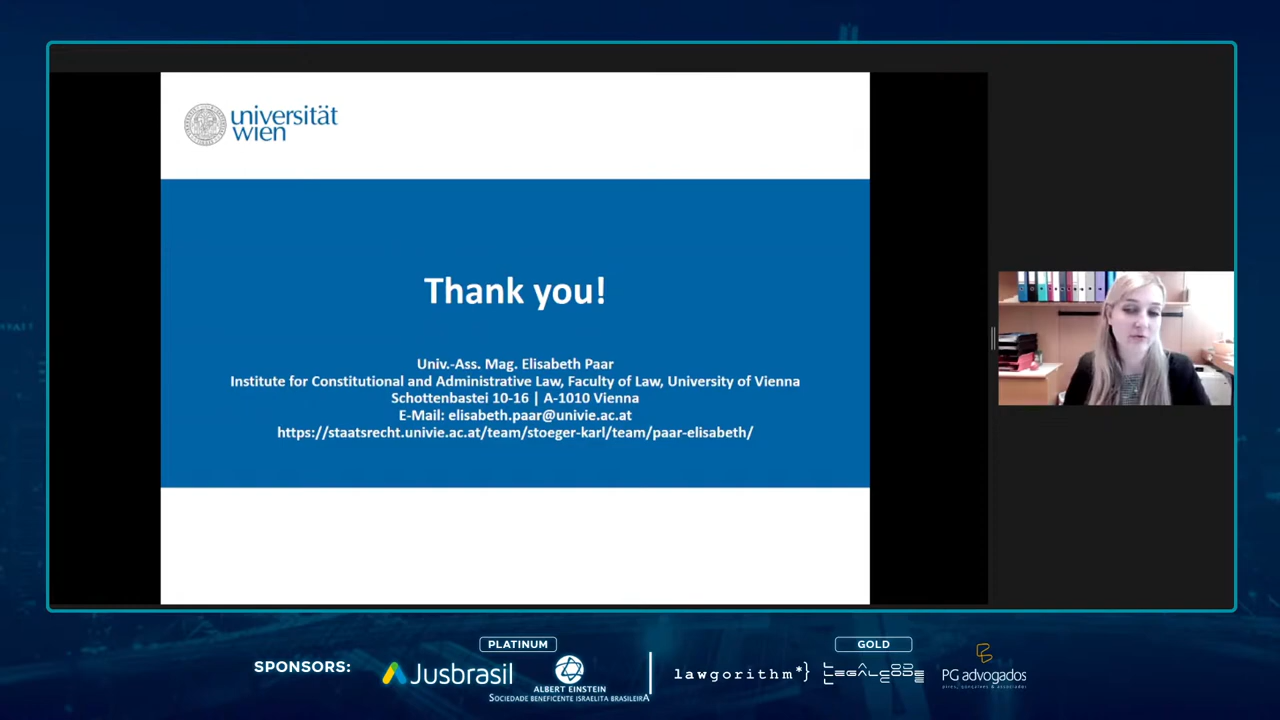 universität
wien
Thank you!
Univ.-Ass. Mag. Elisabeth Paar
Institute for Constitutional and Administrative Law, Faculty of Law, University of Vienna
Schottenbastei 10-16 | A-1010 Vienna
E-Mail: elisabeth.paar@univie.ac.at
https://staatsrecht.univie.ac.at/team/stoeger-karl/team/paar-elisabeth/
SPONSORS:
PLATINUM
Jusbrasil
ALBERT EINSTEIN
SOCIEDADE BENEFICENTE ISRAELITA BRASILEIRA
lawgorithm*}
GOLD
LEGALCODE
PG advogados